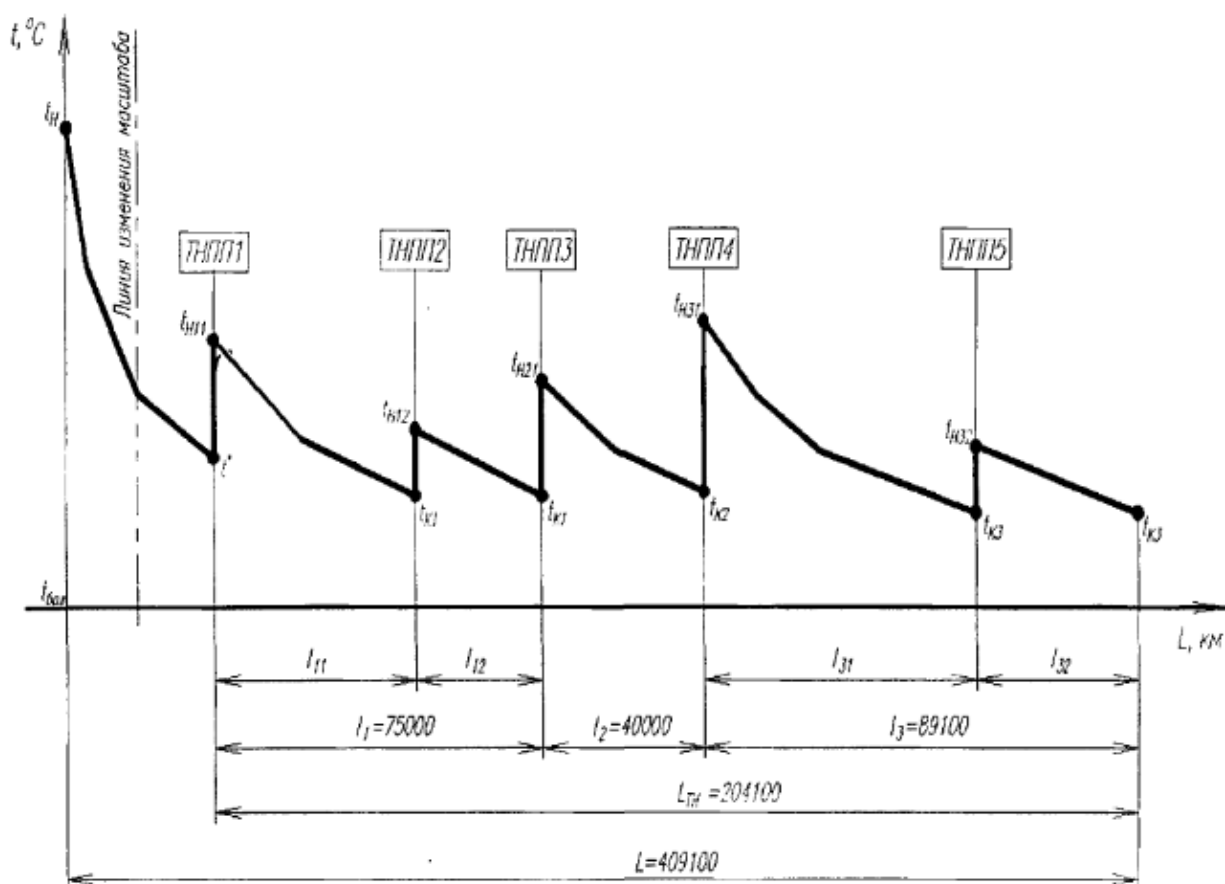 t, °C
Линия изменения масштаба
tн
ТНПП1
ТНПП2
ТНПП3
ТНПП4
ТНПП5
tн11
tн12
tн21
tн31
tн32
t*
tк1
tк1
tк2
tк3
tк3
L, км
l11
l12
l31
l32
l1=75000
l2=40000
l3=89100
LТН =204100
L=409100